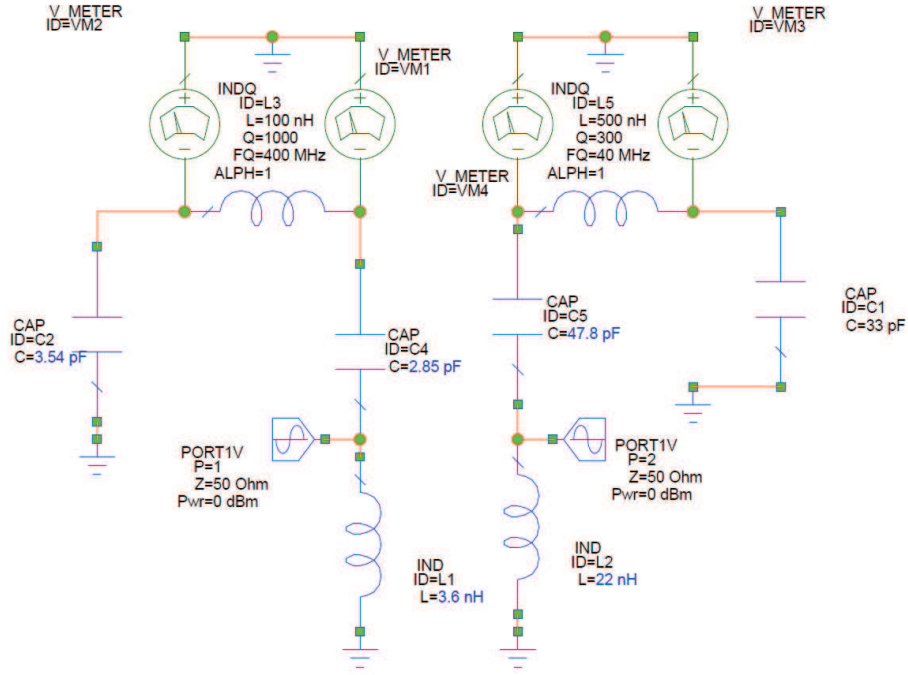 V_METER
ID=VM2
V_METER
ID=VM1
INDQ
ID=L3
L=100 nH
Q=1000
FQ=400 MHz
ALPH=1
CAP
ID=C2
C=3.54 pF
CAP
ID=C4
C=2.85 pF
PORT1V
P=1
Z=50 Ohm
Pwr=0 dBm
IND
ID=L1
L=3.6 nH
V_METER
ID=VM3
V_METER
ID=VM4
INDQ
ID=L5
L=500 nH
Q=300
FQ=40 MHz
ALPH=1
CAP
ID=C5
C=47.8 pF
CAP
ID=C1
C=33 pF
PORT1V
P=2
Z=50 Ohm
Pwr=0 dBm
IND
ID=L2
L=22 nH